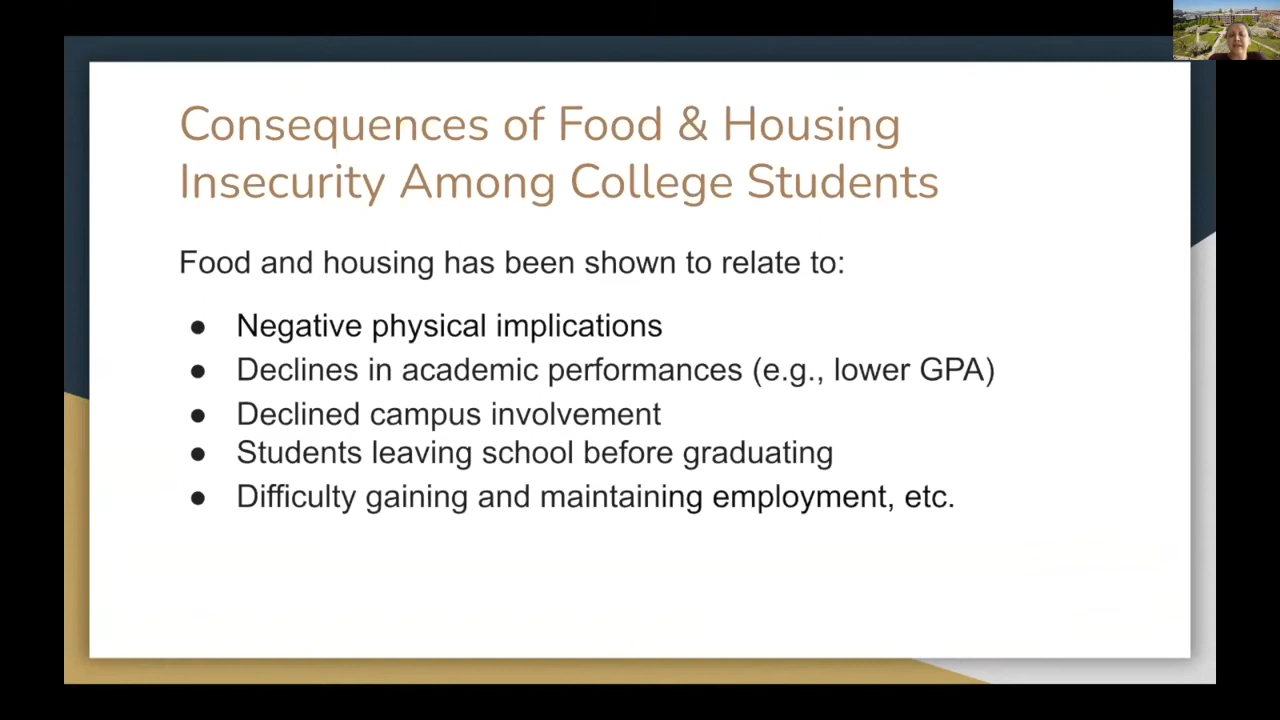 Consequences of Food & Housing
Insecurity Among College Students
Food and housing has been shown to relate to:
● Negative physical implications
● Declines in academic performances (e.g., lower GPA)
● Declined campus involvement
● Students leaving school before graduating
● Difficulty gaining and maintaining employment, etc.